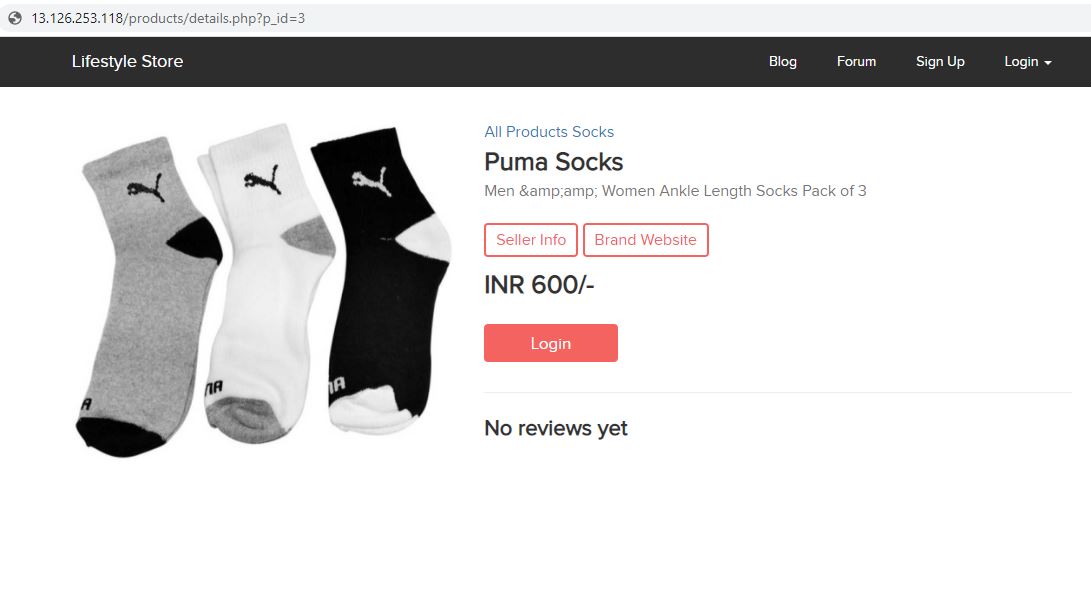 13.126.253.118/products/details.php?p_id=3
Lifestyle Store Blog Forum Sign Up Login
All Products Socks
Puma Socks
Men &amp;amp; Women Ankle Length Socks Pack of 3
Seller Info Brand Website
INR 600/-
Login
No reviews yet